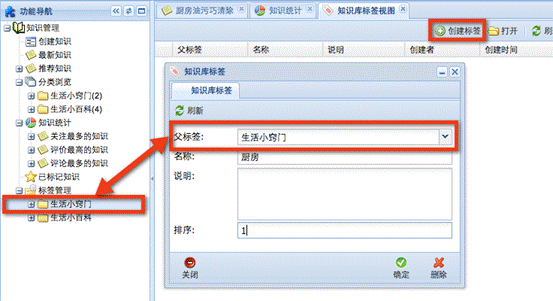 功能导航
知识管理
创建知识
最新知识
推荐知识
分类浏览
生活小窍门(2)
生活小百科(4)
知识统计
关注最多的知识
评价最高的知识
评论最多的知识
已标记知识
标签管理
生活小窍门
生活小百科
厨房油污巧清除 知识统计 知识库标签视图
创建标签 打开 刷
父标签 名称 说明 创建者 创建时间
知识库标签
知识库标签
刷新
父标签: 生活小窍门
名称: 厨房
说明:
排序: 1
关闭 确定 删除